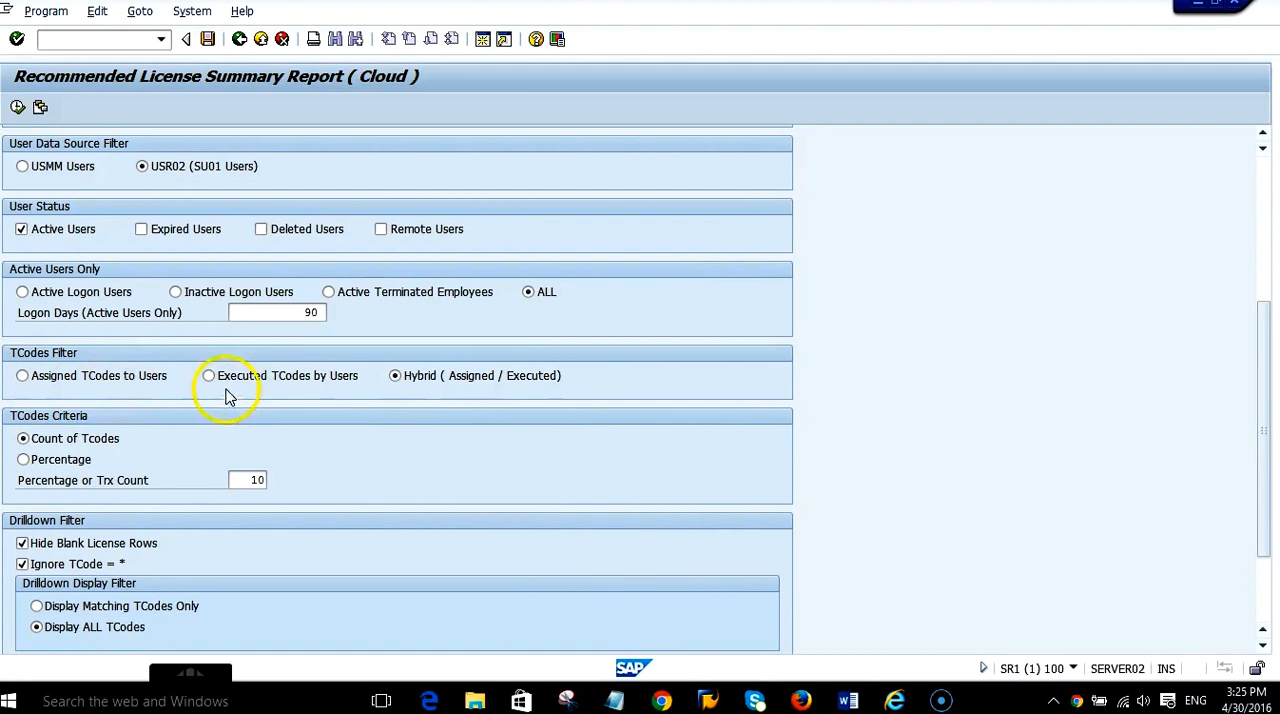 Program Edit Goto System Help
Recommended License Summary Report ( Cloud )
User Data Source Filter
USMM Users USR02 (SU01 Users)
User Status
Active Users Expired Users Deleted Users Remote Users
Active Users Only
Active Logon Users Inactive Logon Users Active Terminated Employees ALL
Logon Days (Active Users Only) 90
TCodes Filter
Assigned TCodes to Users Executed TCodes by Users Hybrid ( Assigned / Executed)
TCodes Criteria
Count of Tcodes
Percentage
Percentage or Trx Count 10
Drilldown Filter
Hide Blank License Rows
Ignore TCode = *
Drilldown Display Filter
Display Matching TCodes Only
Display ALL TCodes
SAP SR1 (1) 100 SERVER02 INS
Search the web and Windows ENG 3:25 PM
4/30/2016